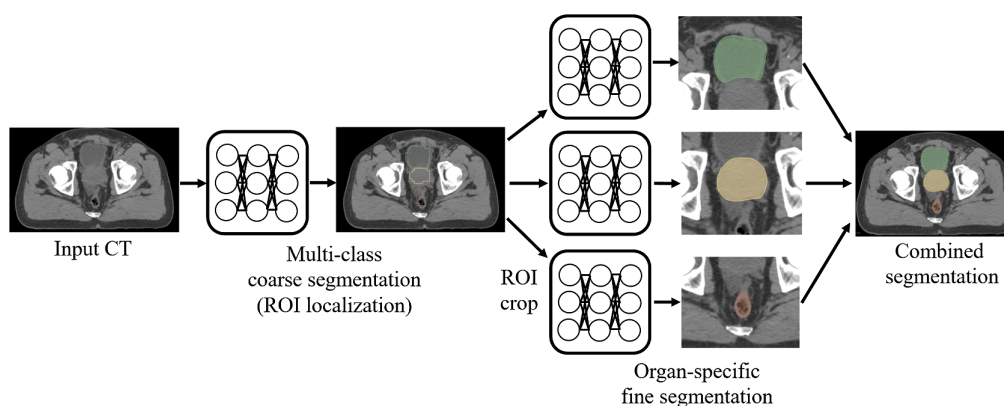 Input CT
Multi-class
coarse segmentation
(ROI localization)
ROI
crop
Organ-specific
fine segmentation
Combined
segmentation